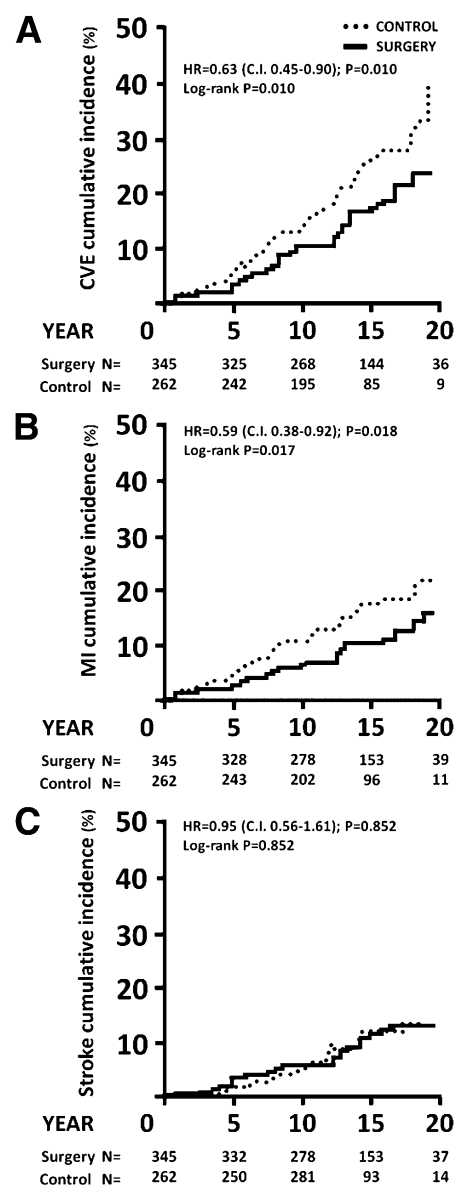 A
CVE cumulative incidence (%)
CONTROL
SURGERY
HR=0.63 (C.I. 0.45-0.90); P=0.010
Log-rank P=0.010
50
40
30
20
10
YEAR 0 5 10 15 20
Surgery N= 345 325 268 144 36
Control N= 262 242 195 85 9
B
MI cumulative incidence (%)
HR=0.59 (C.I. 0.38-0.92); P=0.018
Log-rank P=0.017
50
40
30
20
10
YEAR 0 5 10 15 20
Surgery N= 345 328 278 153 39
Control N= 262 243 202 96 11
C
Stroke cumulative incidence (%)
HR=0.95 (C.I. 0.56-1.61); P=0.852
Log-rank P=0.852
50
40
30
20
10
YEAR 0 5 10 15 20
Surgery N= 345 332 278 153 37
Control N= 262 250 281 93 14